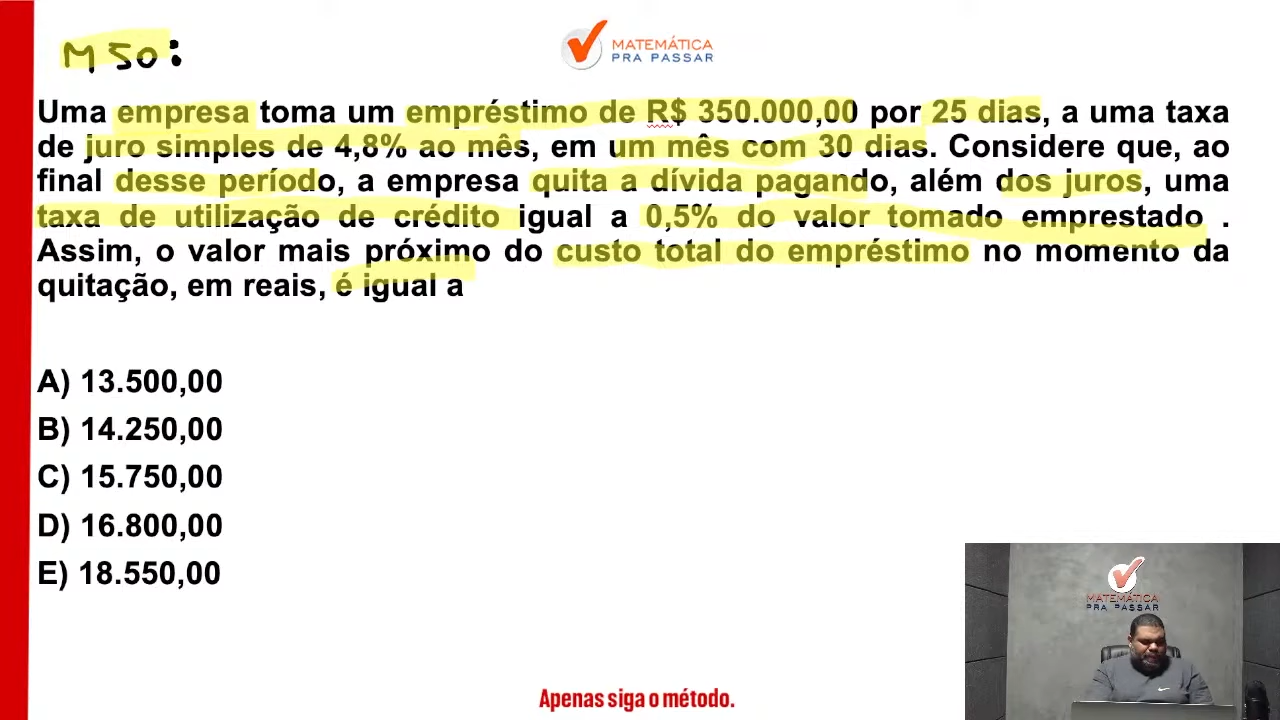 M50:
MATEMÁTICA
PRA PASSAR
Uma empresa toma um empréstimo de R$ 350.000,00 por 25 dias, a uma taxa
de juro simples de 4,8% ao mês, em um mês com 30 dias. Considere que, ao
final desse período, a empresa quita a dívida pagando, além dos juros, uma
taxa de utilização de crédito igual a 0,5% do valor tomado emprestado .
Assim, o valor mais próximo do custo total do empréstimo no momento da
quitação, em reais, é igual a
A) 13.500,00
B) 14.250,00
C) 15.750,00
D) 16.800,00
E) 18.550,00
MATEMÁTICA
PRA PASSAR
Apenas siga o método.